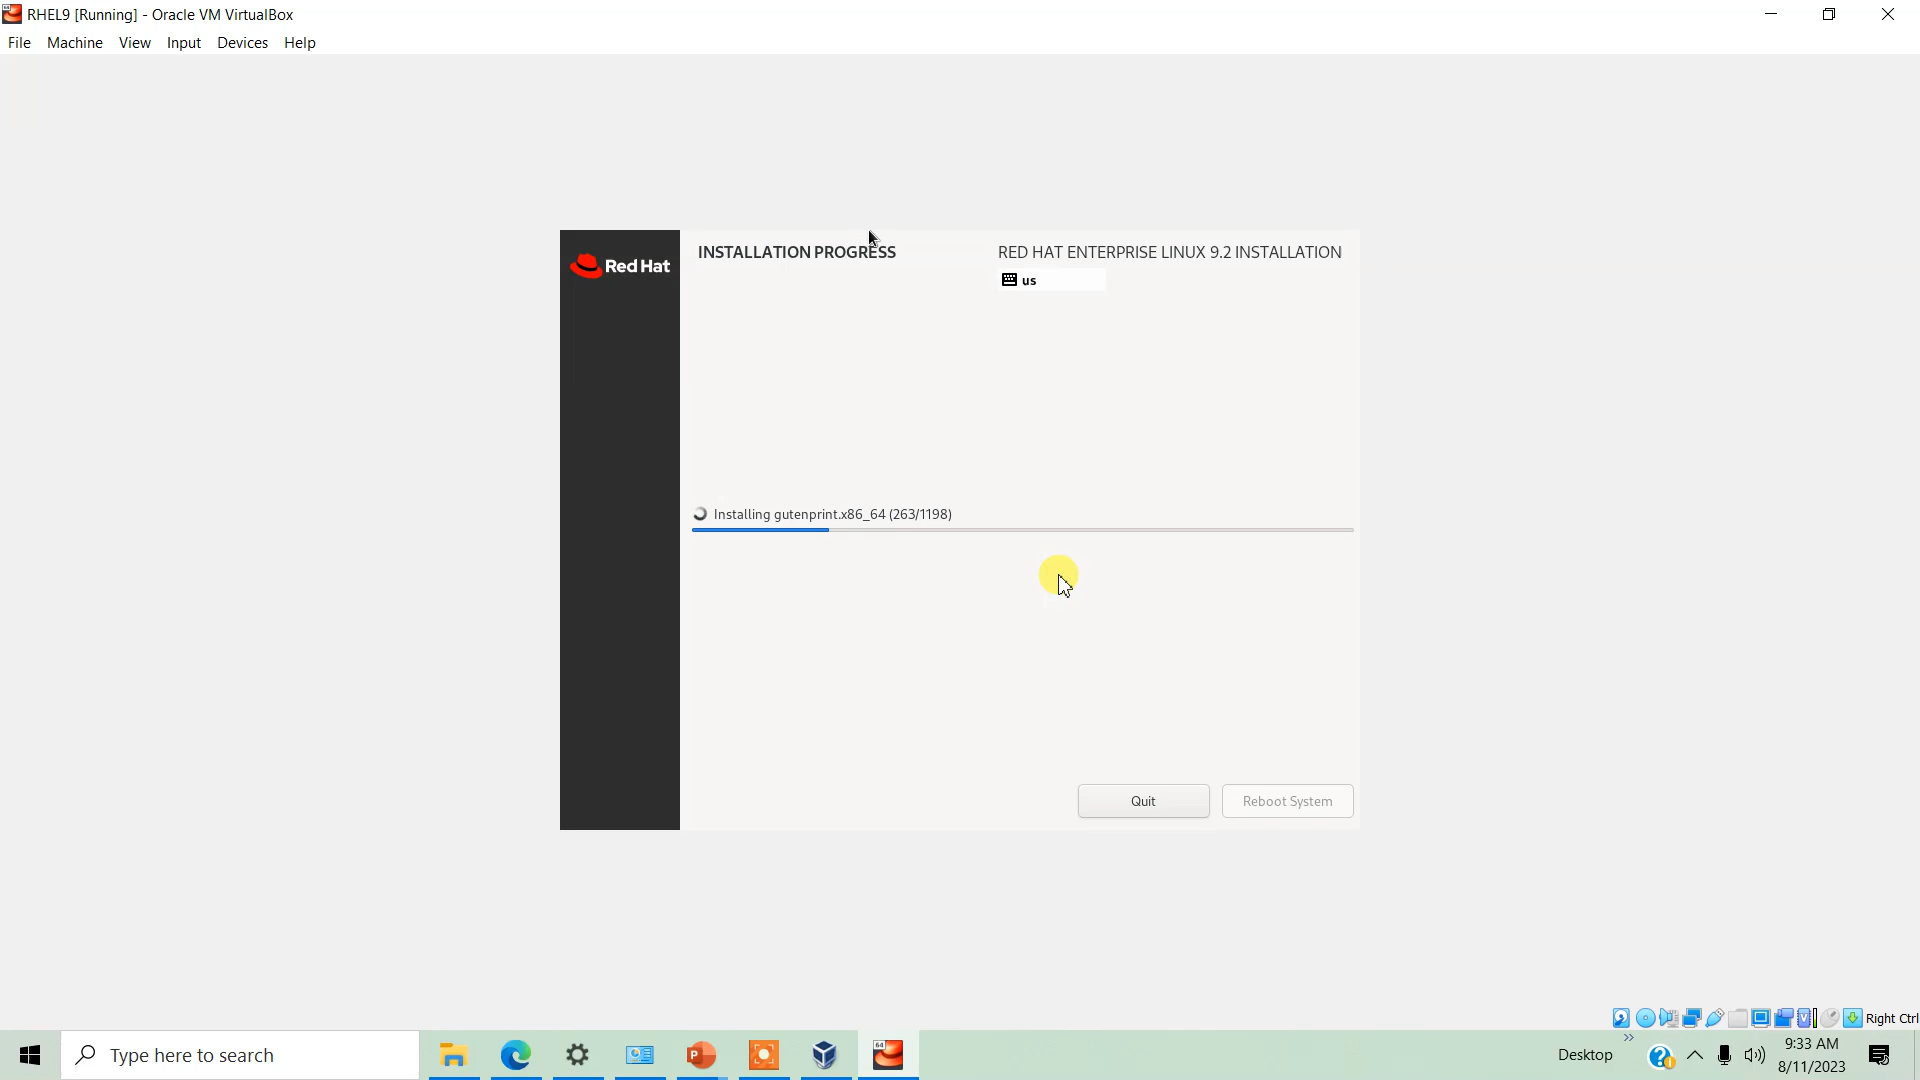 RHEL9 [Running] - Oracle VM VirtualBox
File Machine View Input Devices Help
Red Hat
INSTALLATION PROGRESS
RED HAT ENTERPRISE LINUX 9.2 INSTALLATION
us
Installing gutenprint.x86_64 (263/1198)
Quit
Reboot System
Right Ctrl
Type here to search
64
Desktop
9:33 AM
8/11/2023